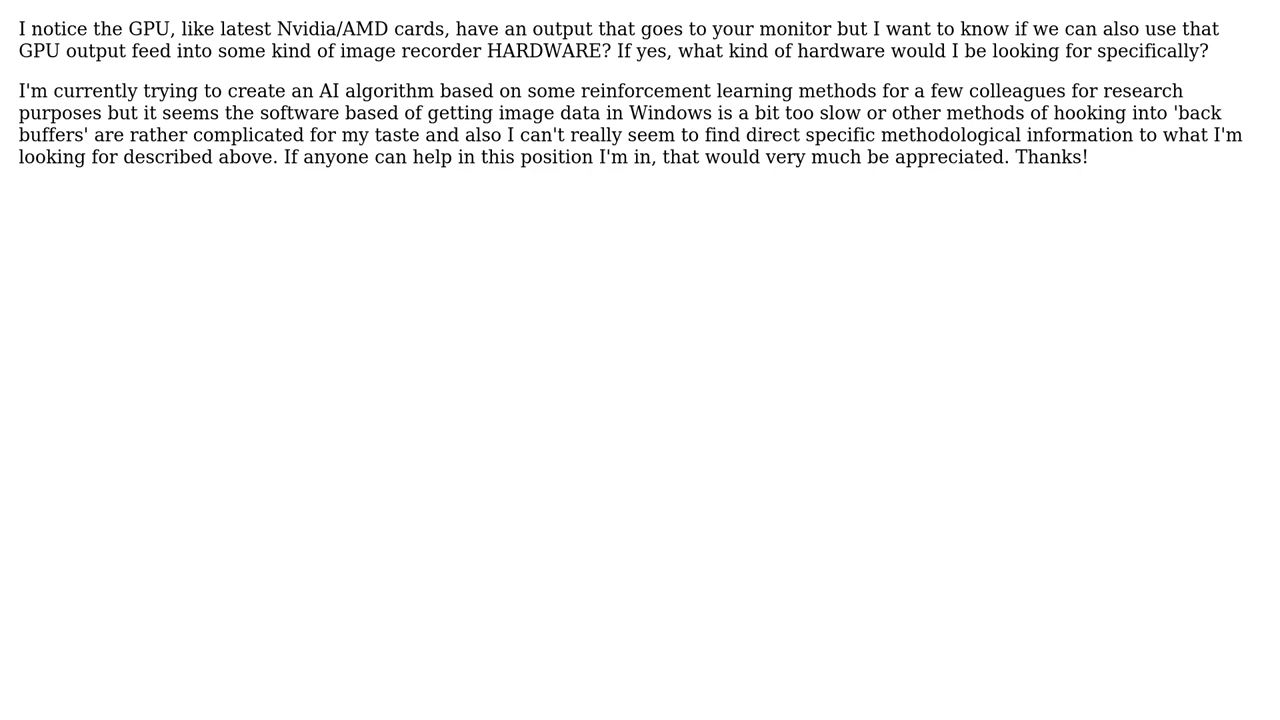 I notice the GPU, like latest Nvidia/AMD cards, have an output that goes to your monitor but I want to know if we can also use that
GPU output feed into some kind of image recorder HARDWARE? If yes, what kind of hardware would I be looking for specifically?
I'm currently trying to create an AI algorithm based on some reinforcement learning methods for a few colleagues for research
purposes but it seems the software based of getting image data in Windows is a bit too slow or other methods of hooking into 'back
buffers' are rather complicated for my taste and also I can't really seem to find direct specific methodological information to what I'm
looking for described above. If anyone can help in this position I'm in, that would very much be appreciated. Thanks!